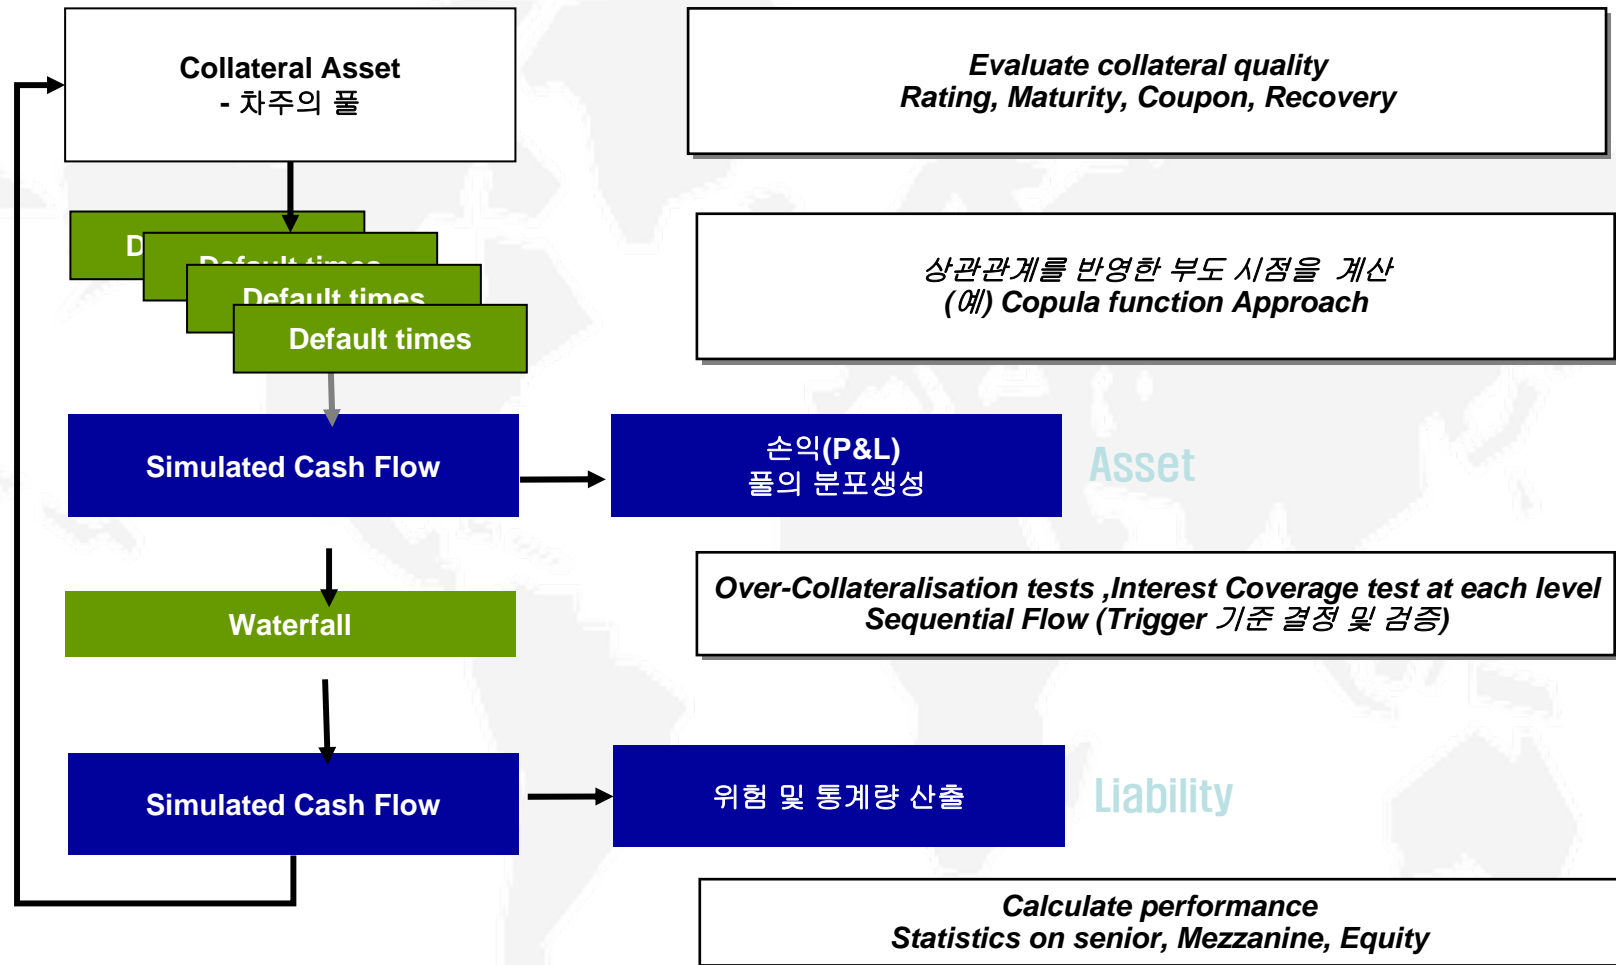 Collateral Asset
- 차주의 풀
Evaluate collateral quality
Rating, Maturity, Coupon, Recovery
D
Default times
Default times
Default times
상관관계를 반영한 부도 시점을 계산
(예) Copula function Approach
Simulated Cash Flow
손익(P&L)
풀의 분포생성
Asset
Waterfall
Over-Collateralisation tests ,Interest Coverage test at each level
Sequential Flow (Trigger 기준 결정 및 검증)
Simulated Cash Flow
위험 및 통계량 산출
Liability
Calculate performance
Statistics on senior, Mezzanine, Equity